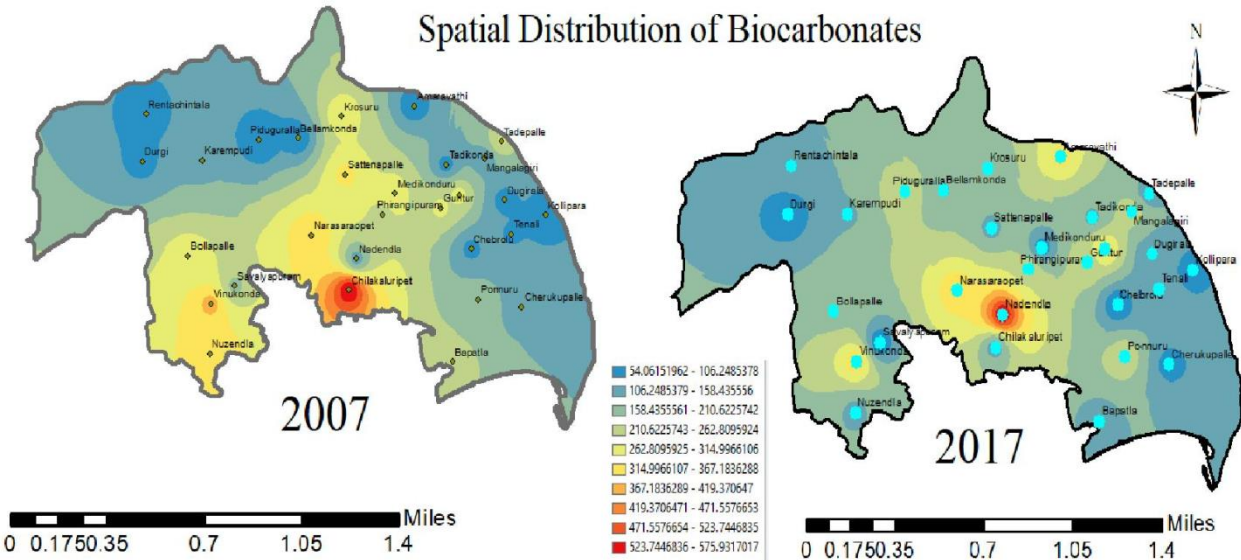 Spatial Distribution of Biocarbonates
N
Rentachintala
Durgi
Karempudi
Piduguralla
Bellamkonda
Krosuru
Amaravathi
Tadepalle
Tadikonda
Mangalagiri
Sattenapalle
Medikonduru
Guntur
Phirangipuram
Dugirala
Kollipara
Tenali
Chebrolu
Narasaraopet
Nadendla
Bollapalle
Savalyapuram
Vinukonda
Chilakaluripet
Nuzendla
Ponnuru
Cherukupalle
Bapatla
2007
Miles
0 0.1750.35 0.7 1.05 1.4
54.06151962 - 106.2485378
106.2485379 - 158.435556
158.4355561 - 210.6225742
210.6225743 - 262.8095924
262.8095925 - 314.9966106
314.9966107 - 367.1836288
367.1836289 - 419.370647
419.3706471 - 471.5576653
471.5576654 - 523.7446835
523.7446836 - 575.9317017
Rentachintala
Durgi
Karempudi
Piduguralla
Bellamkonda
Krosuru
Amaravathi
Tadepalle
Tadikonda
Mangalagiri
Sattenapalle
Medikonduru
Guntur
Phirangipuram
Dugirala
Kollipara
Tenali
Chebrolu
Narasaraopet
Nadendla
Bollapalle
Savalyapuram
Vinukonda
Chilakaluripet
Nuzendla
Ponnuru
Cherukupalle
Bapatla
2017
Miles
0 0.1750.35 0.7 1.05 1.4